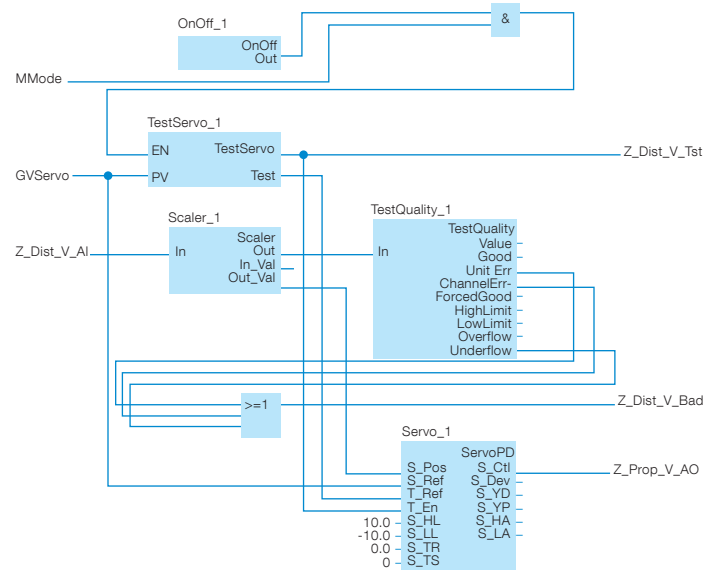 OnOff_1
&
OnOff
Out
MMode
TestServo_1
EN
TestServo
Z_Dist_V_Tst
GVServo
PV
Test
Scaler_1
TestQuality_1
Scaler
TestQuality
Z_Dist_V_AI
In
Out
In_Val
Out_Val
In
Value
Good
Unit Err
ChannelErr-
ForcedGood
HighLimit
LowLimit
Overflow
Underflow
>=1
Z_Dist_V_Bad
Servo_1
ServoPD
S_Pos
S_Ctl
Z_Prop_V_AO
S_Ref
S_Dev
T_Ref
S_YD
T_En
S_YP
10.0
S_HL
S_HA
-10.0
S_LL
S_LA
0.0
S_TR
0
S_TS